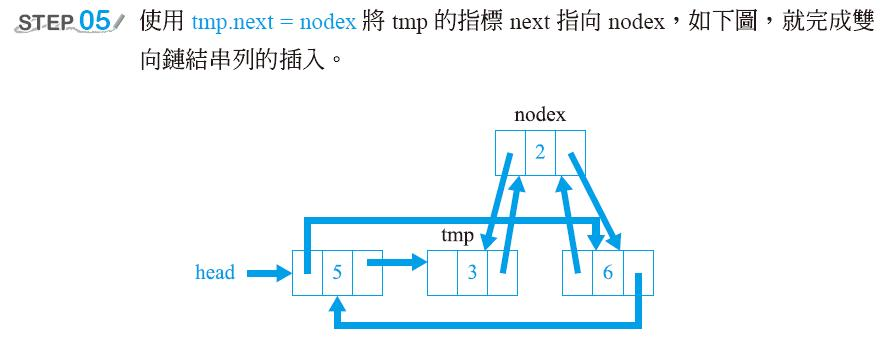 STEP 05 使用 tmp.next = nodex 將 tmp 的指標 next 指向 nodex，如下圖，就完成雙
向鏈結串列的插入。
nodex
2
tmp
head
5
3
6